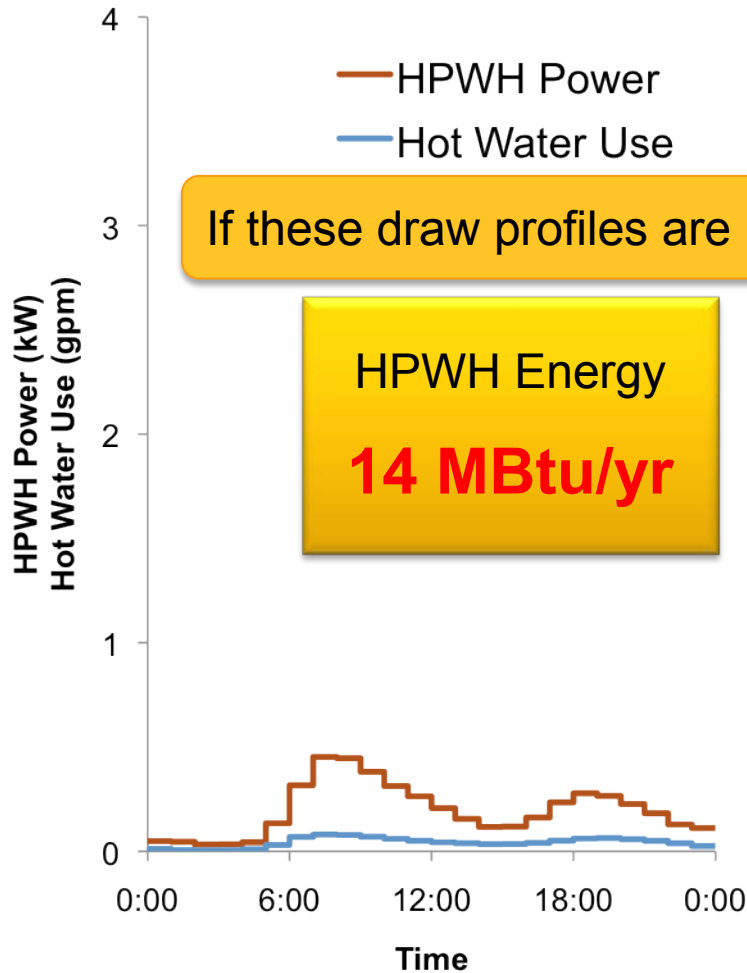 4
HPWH Power
Hot Water Use
3
If these draw profiles are
HPWH Energy
14 MBtu/yr
HPWH Power (kW)
Hot Water Use (gpm)
2
1
0
0:00 6:00 12:00 18:00 0:00
Time